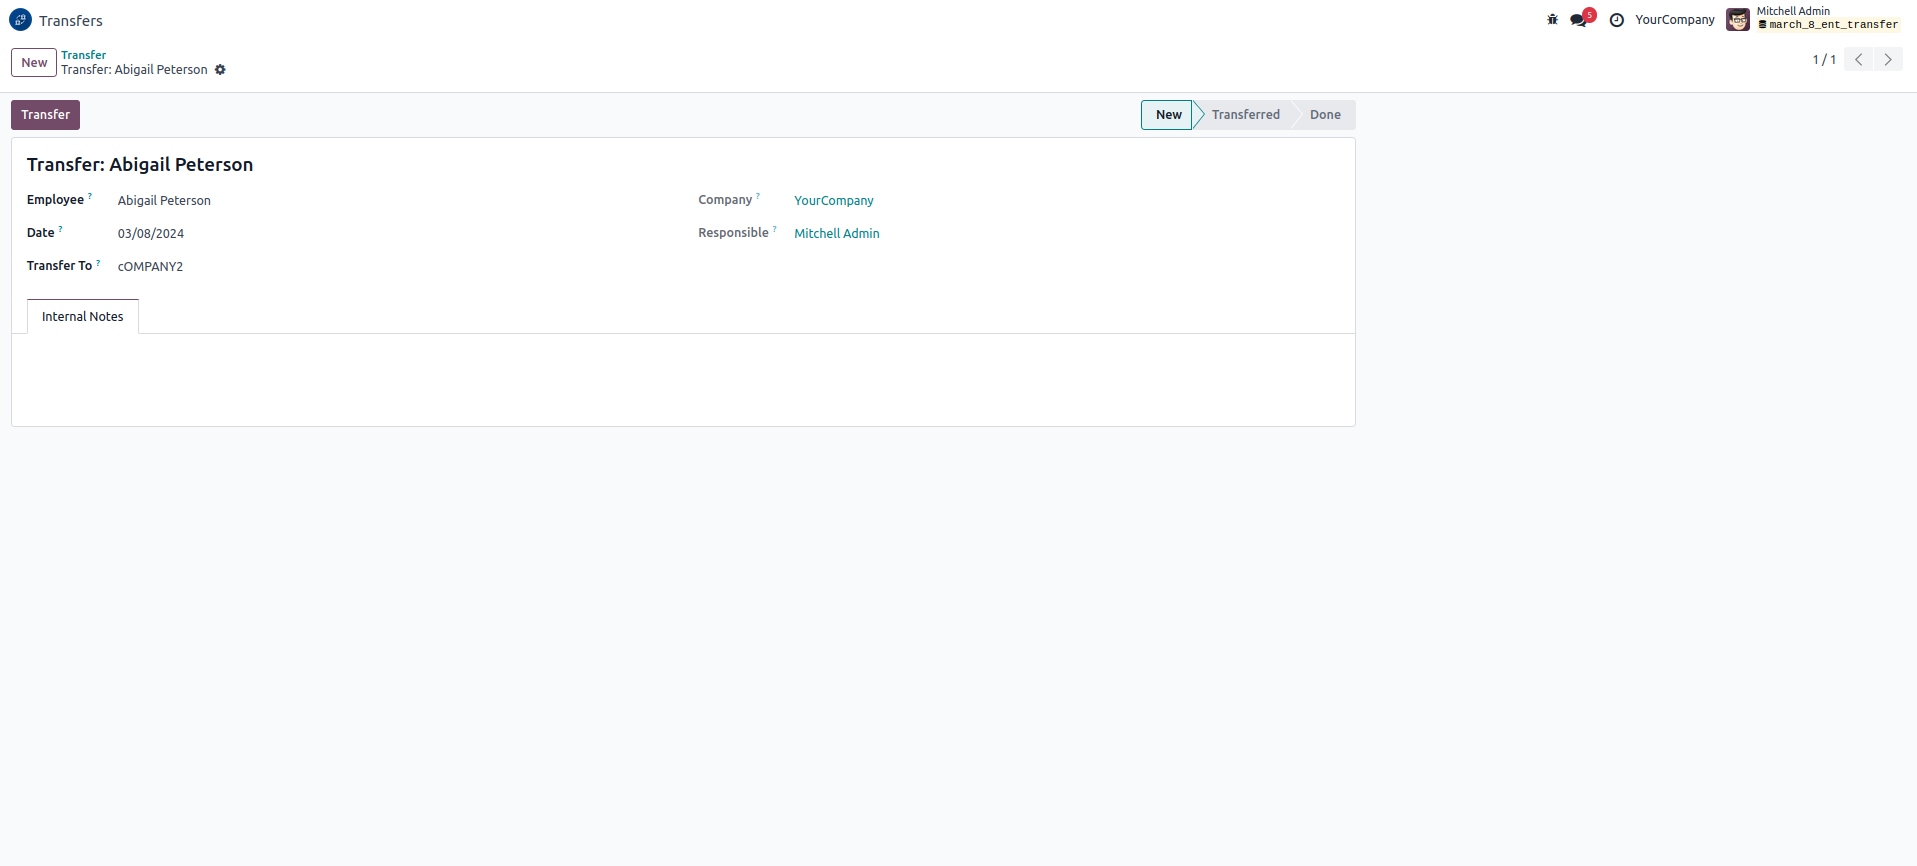 Transfers
5
YourCompany
Mitchell Admin
march_8_ent_transfer
New
Transfer
Transfer: Abigail Peterson
1 / 1
Transfer
New
Transferred
Done
Transfer: Abigail Peterson
Employee ? Abigail Peterson
Company ? YourCompany
Date ? 03/08/2024
Responsible ? Mitchell Admin
Transfer To ? cOMPANY2
Internal Notes